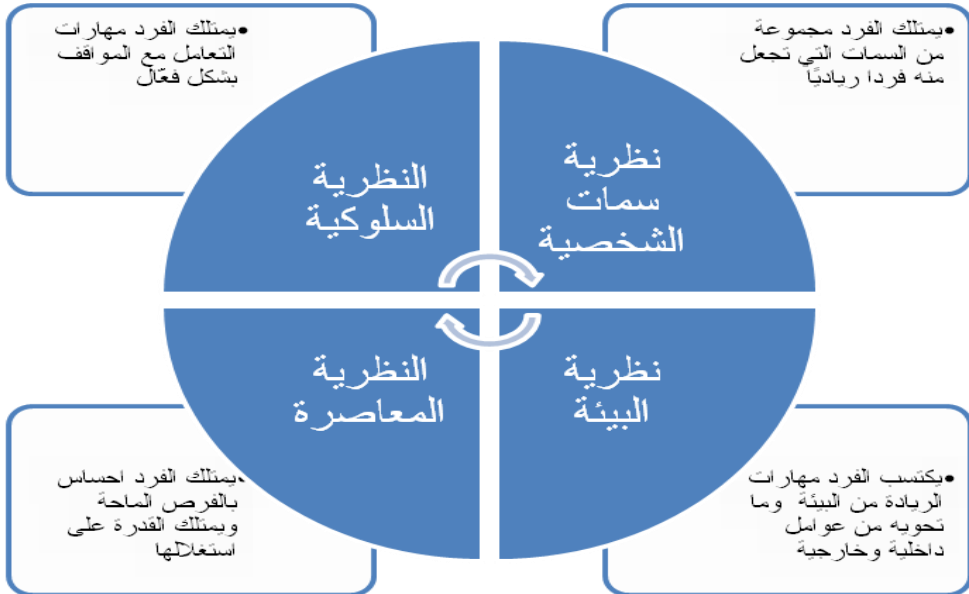 •يمتلك الفرد مجموعة
من السمات التي تجعل
منه فردا رياديًا
نظرية
سمات
الشخصية
•يمتلك الفرد مهارات
التعامل مع المواقف
بشكل فعّال
النظرية
السلوكية
نظرية
البيئة
•يكتسب الفرد مهارات
الريادة من البيئة وما
تحويه من عوامل
داخلية وخارجية
النظرية
المعاصرة
•يمتلك الفرد احساس
بالفرص الماحة
ويمتلك القدرة على
استغلالها